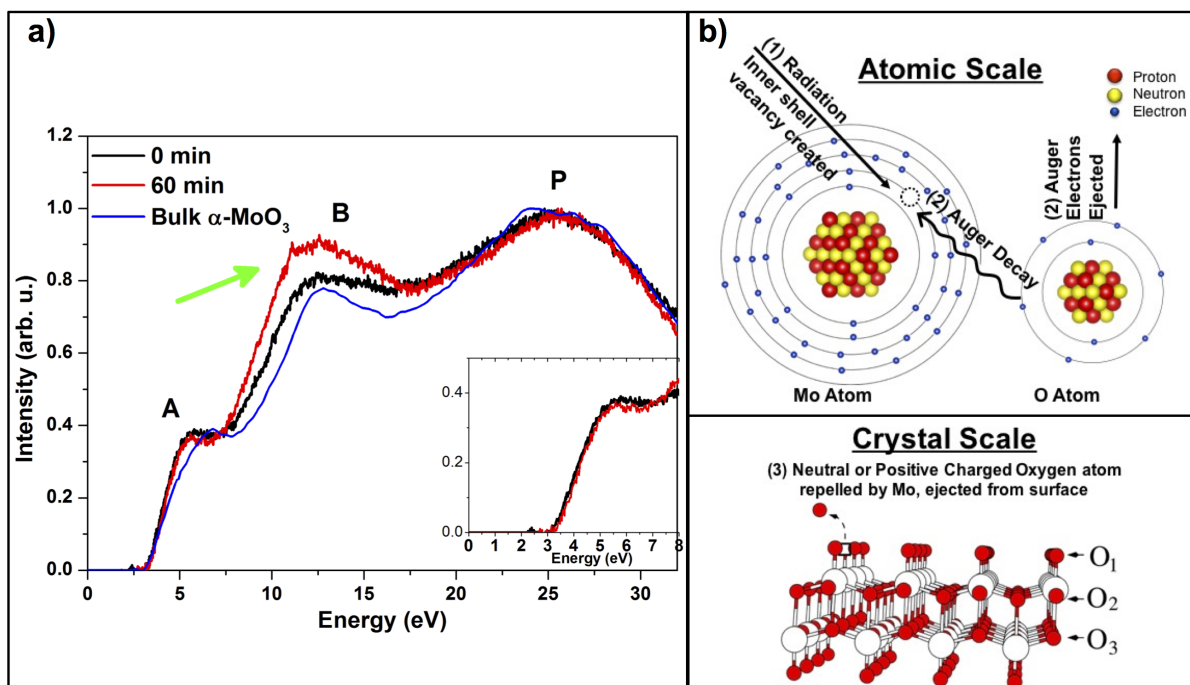 a)
0 min
60 min
Bulk α-MoO₃
A
B
P
1.2
1.0
0.8
0.6
0.4
0.2
0.0
0
5
10
15
20
25
30
Intensity (arb. u.)
Energy (eV)
0.4
0.2
0.0
0 1 2 3 4 5 6 7 8
Energy (eV)
b)
Atomic Scale
(1) Radiation
Inner shell
vacancy created
Proton
Neutron
Electron
(2) Auger
Electrons
Ejected
(2) Auger Decay
Mo Atom
O Atom
Crystal Scale
(3) Neutral or Positive Charged Oxygen atom
repelled by Mo, ejected from surface
O₁
O₂
O₃